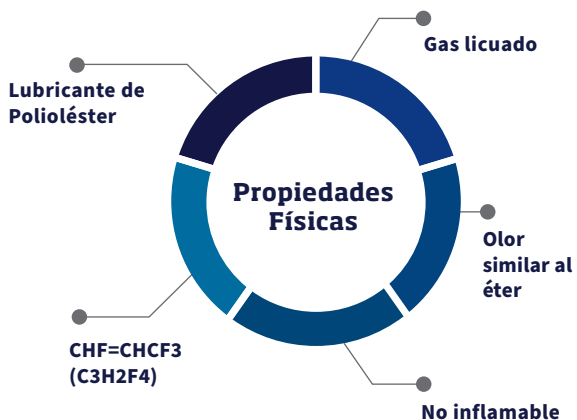 Gas licuado
Lubricante de
Polioléster
Propiedades
Físicas
Olor
similar al
éter
CHF=CHCF3
(C3H2F4)
No inflamable